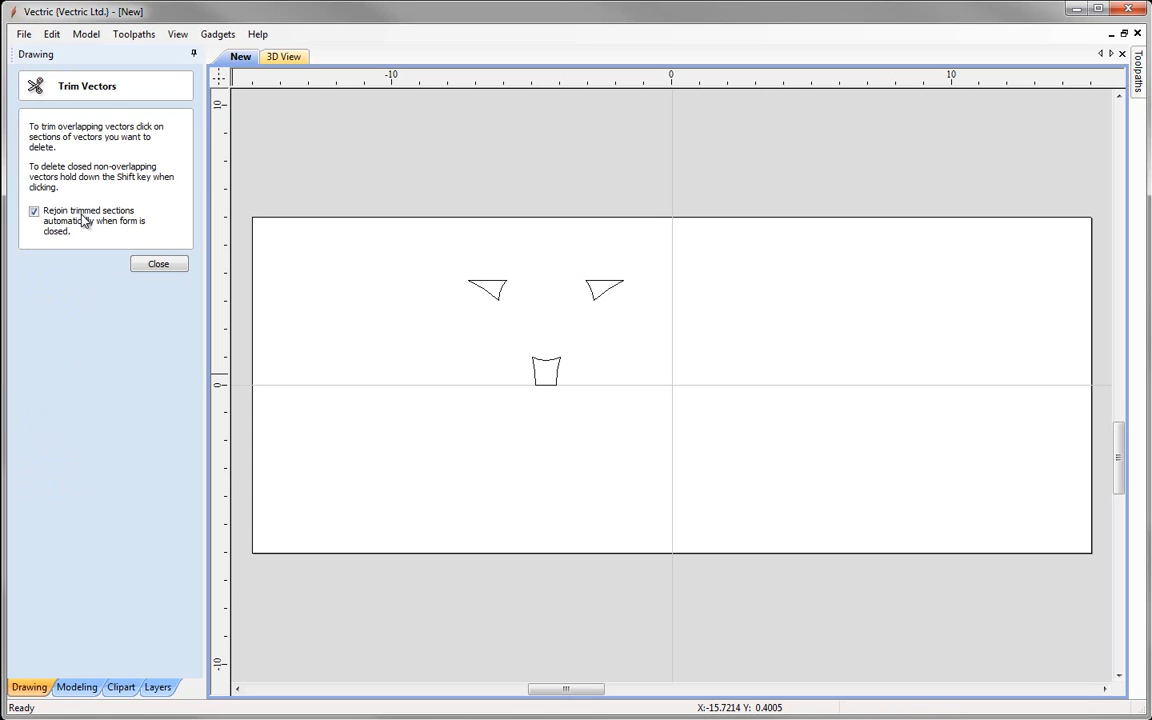 Vectric {Vectric Ltd.} - [New]
File Edit Model Toolpaths View Gadgets Help
Drawing
New 3D View
Toolpaths
Trim Vectors
-10 0 10
10
To trim overlapping vectors click on
sections of vectors you want to
delete.
To delete closed non-overlapping
vectors hold down the Shift key when
clicking.
Rejoin trimmed sections
automatically when form is
closed.
Close
0
-10
Drawing Modeling Clipart Layers
Ready X:-15.7214 Y: 0.4005